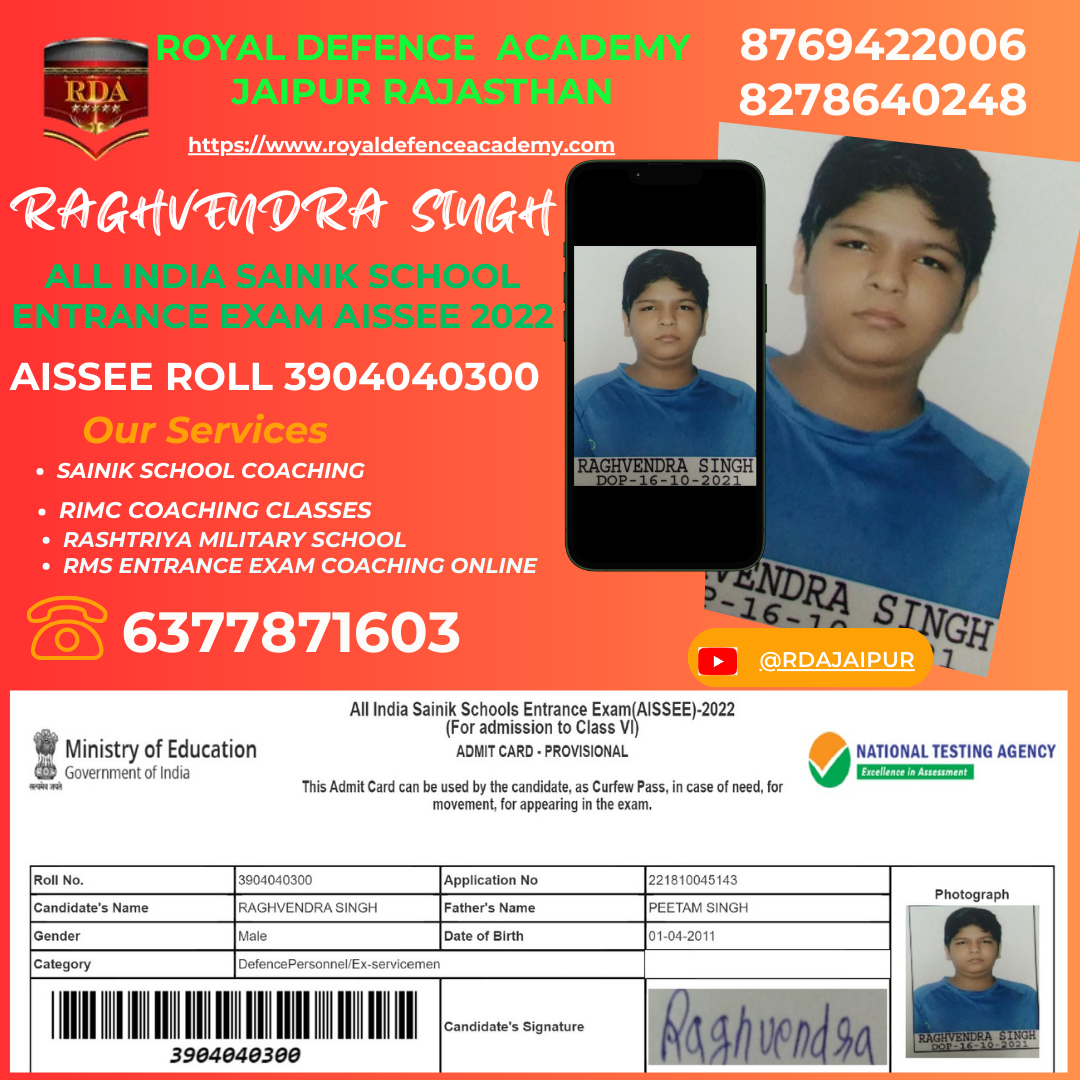 RDA
ROYAL DEFENCE ACADEMY
JAIPUR RAJASTHAN
https://www.royaldefenceacademy.com
8769422006
8278640248
RAGHVENDRA SINGH
ALL INDIA SAINIK SCHOOL
ENTRANCE EXAM AISSEE 2022
AISSEE ROLL 3904040300
Our Services
• SAINIK SCHOOL COACHING
• RIMC COACHING CLASSES
• RASHTRIYA MILITARY SCHOOL
• RMS ENTRANCE EXAM COACHING ONLINE
6377871603
RAGHVENDRA SINGH
DOP-16-10-2021
VENDRA SINGH
P-16-10
21
@RDAJAIPUR
All India Sainik Schools Entrance Exam(AISSEE)-2022
(For admission to Class VI)
ADMIT CARD - PROVISIONAL
Ministry of Education
Government of India
सत्यमेव जयते
NATIONAL TESTING AGENCY
Excellence in Assessment
This Admit Card can be used by the candidate, as Curfew Pass, in case of need, for
movement, for appearing in the exam.
Roll No. 3904040300 Application No 221810045143
Candidate's Name RAGHVENDRA SINGH Father's Name PEETAM SINGH
Gender Male Date of Birth 01-04-2011
Category DefencePersonnel/Ex-servicemen
Photograph
RAGHVENDRA SINGH
DOP-16-10-2021
3904040300
Candidate's Signature
Raghvendra